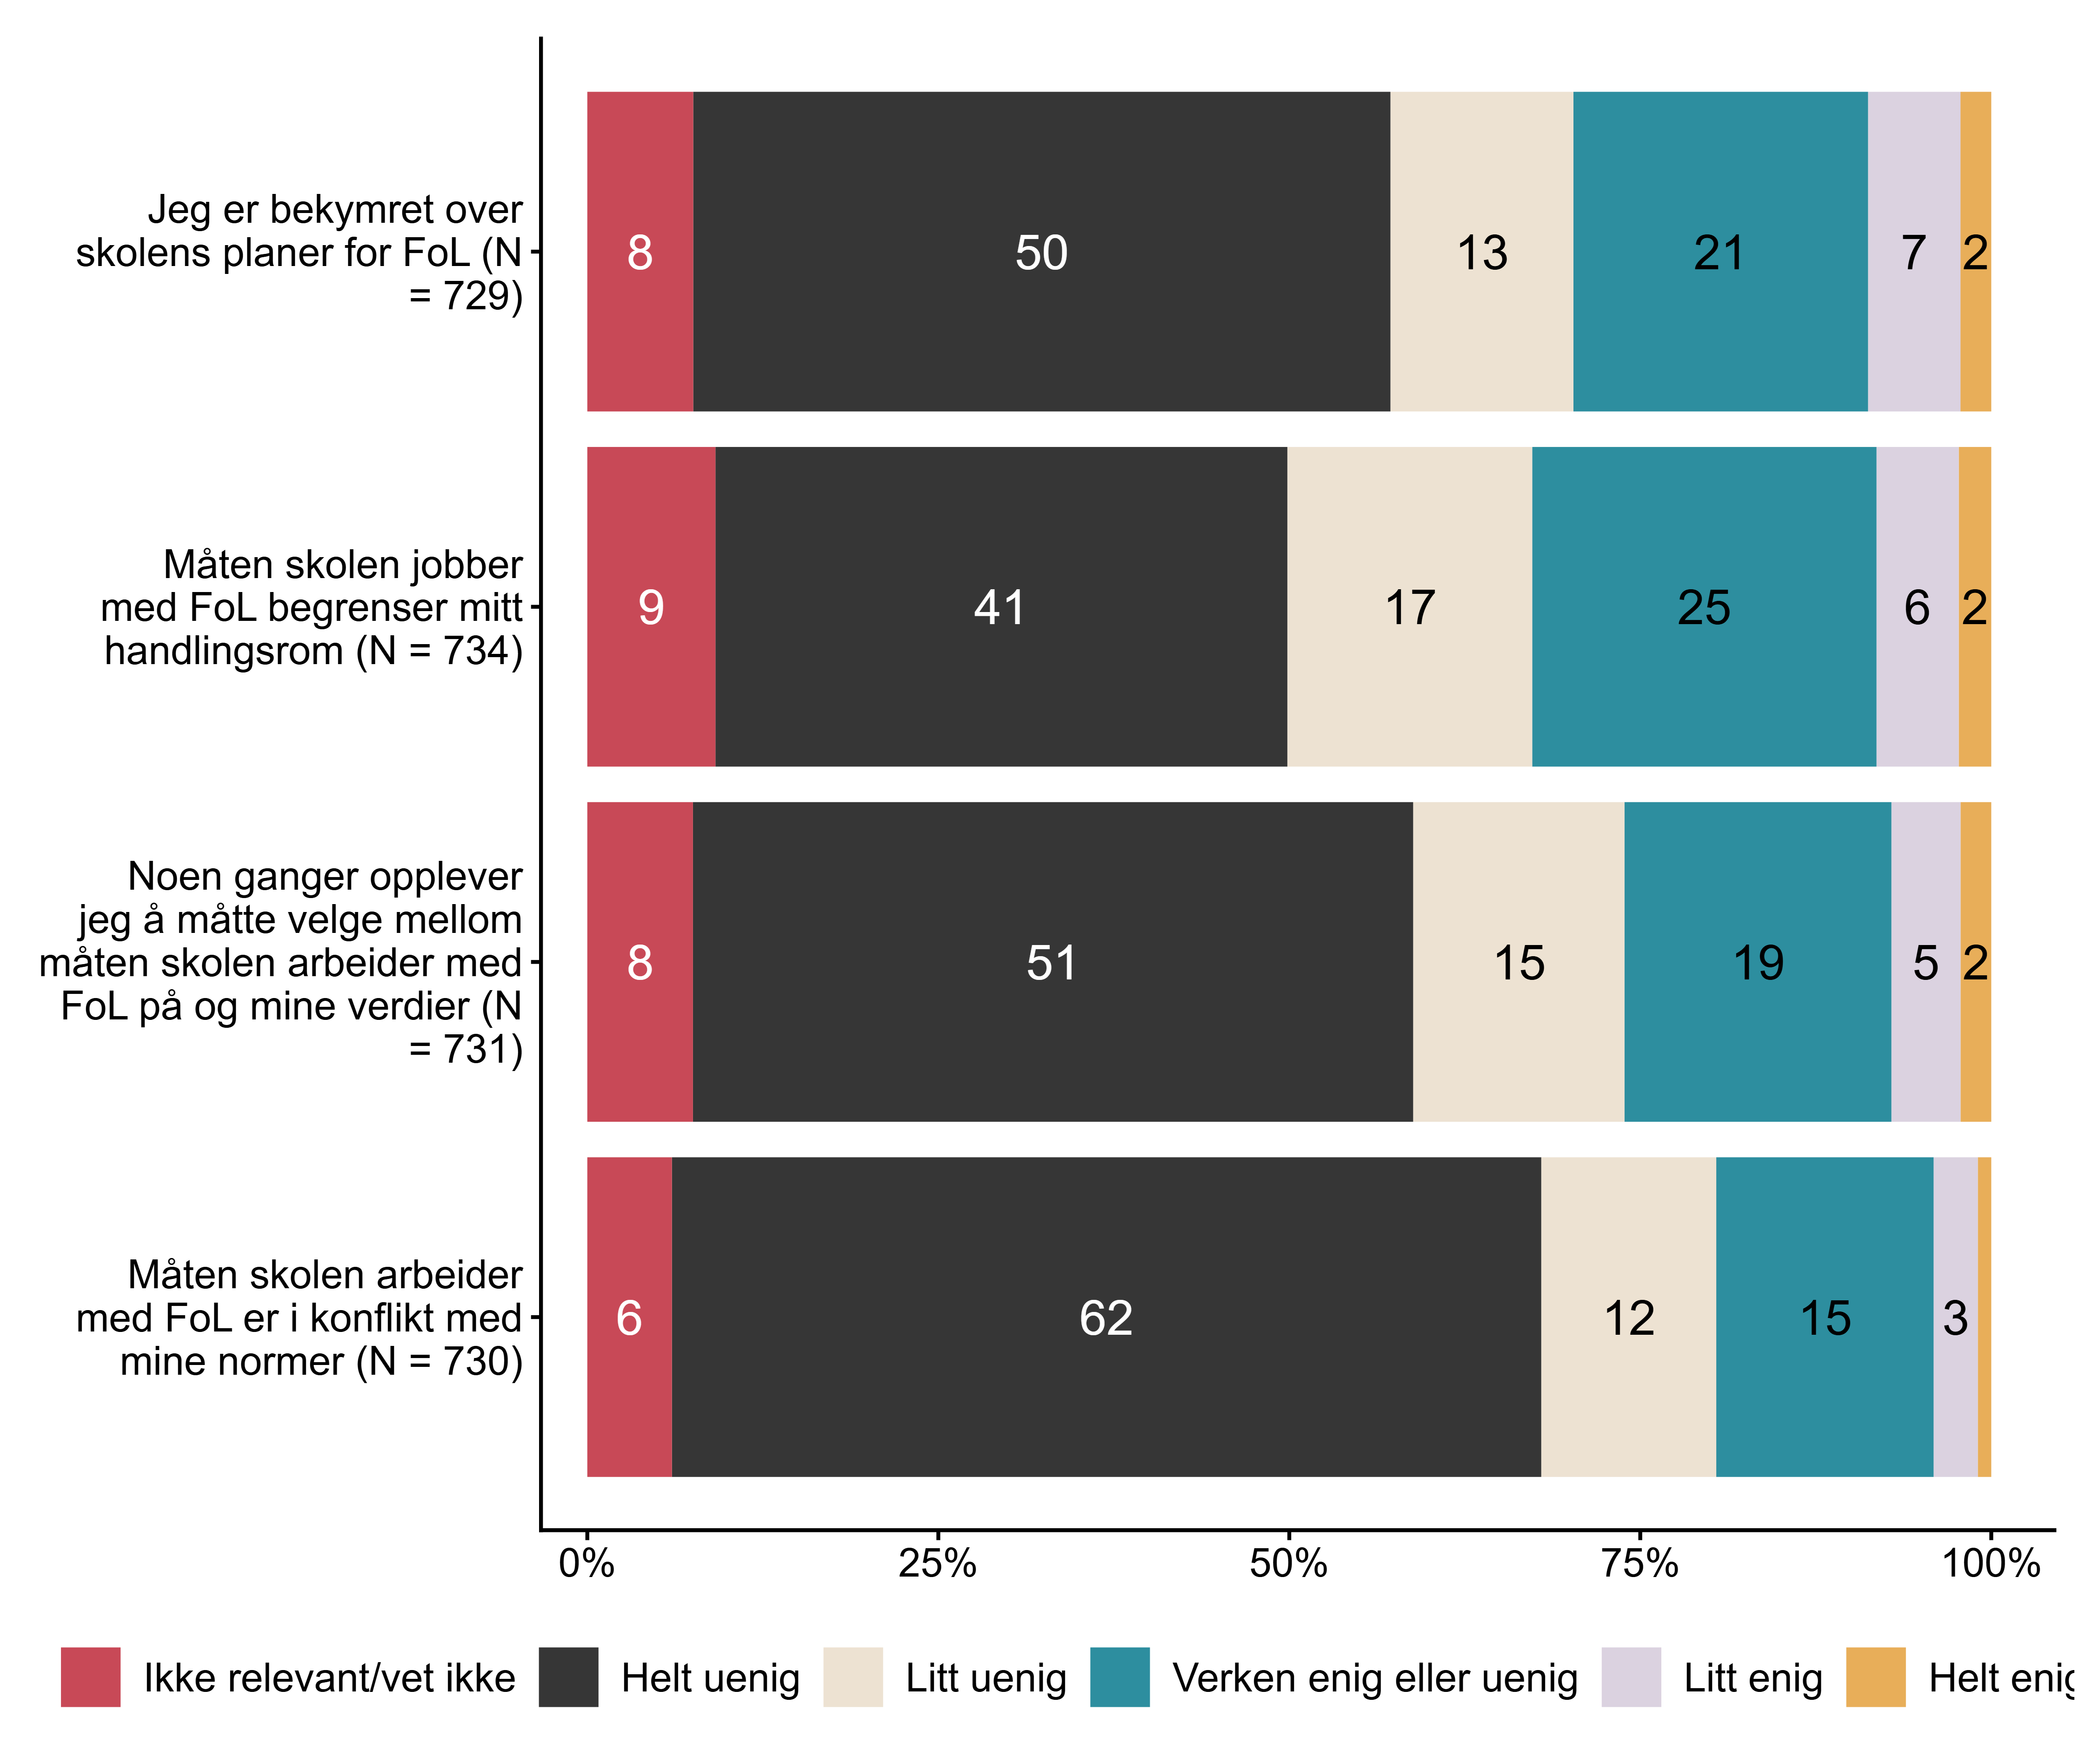 Jeg er bekymret over
skolens planer for FoL (N
= 729)
8 50 13 21 7 2
Måten skolen jobber
med FoL begrenser mitt
handlingsrom (N = 734)
9 41 17 25 6 2
Noen ganger opplever
jeg å måtte velge mellom
måten skolen arbeider med
FoL på og mine verdier (N
= 731)
8 51 15 19 5 2
Måten skolen arbeider
med FoL er i konflikt med
mine normer (N = 730)
6 62 12 15 3
0% 25% 50% 75% 100%
Ikke relevant/vet ikke Helt uenig Litt uenig Verken enig eller uenig Litt enig Helt enig